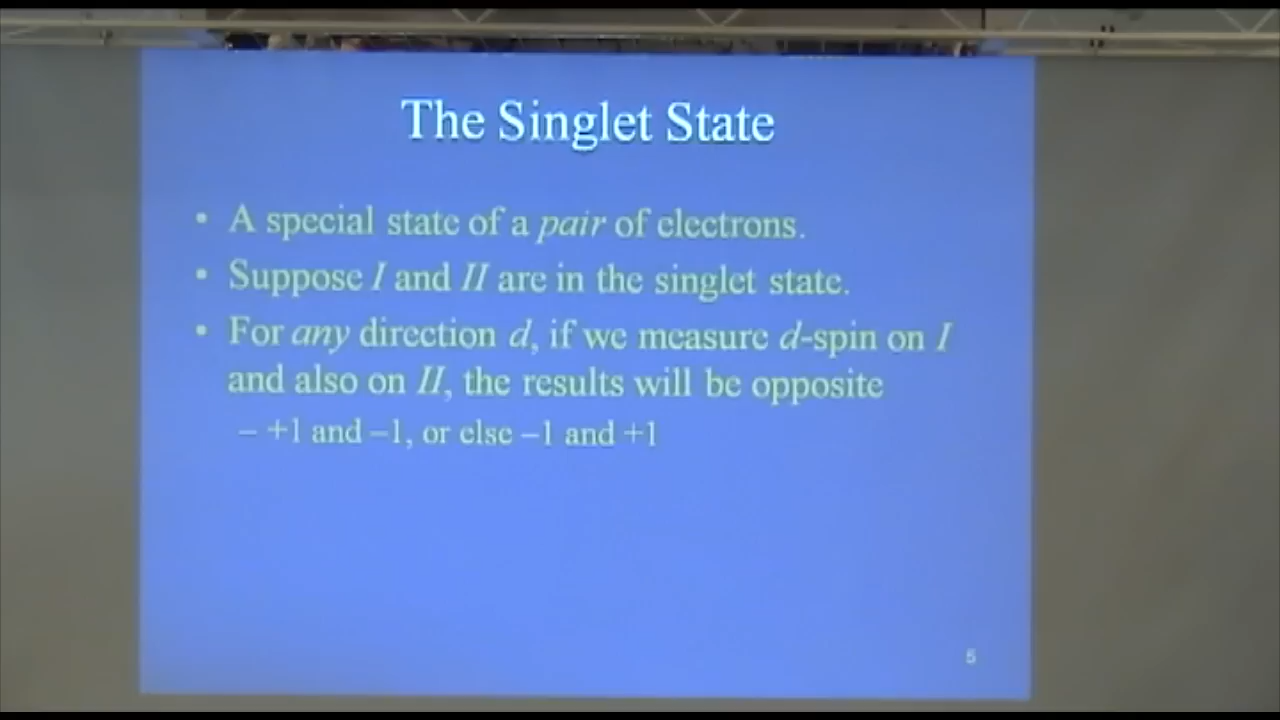 The Singlet State
• A special state of a pair of electrons.
• Suppose I and II are in the singlet state.
• For any direction d, if we measure d-spin on I
and also on II, the results will be opposite
– +1 and –1, or else –1 and +1
5